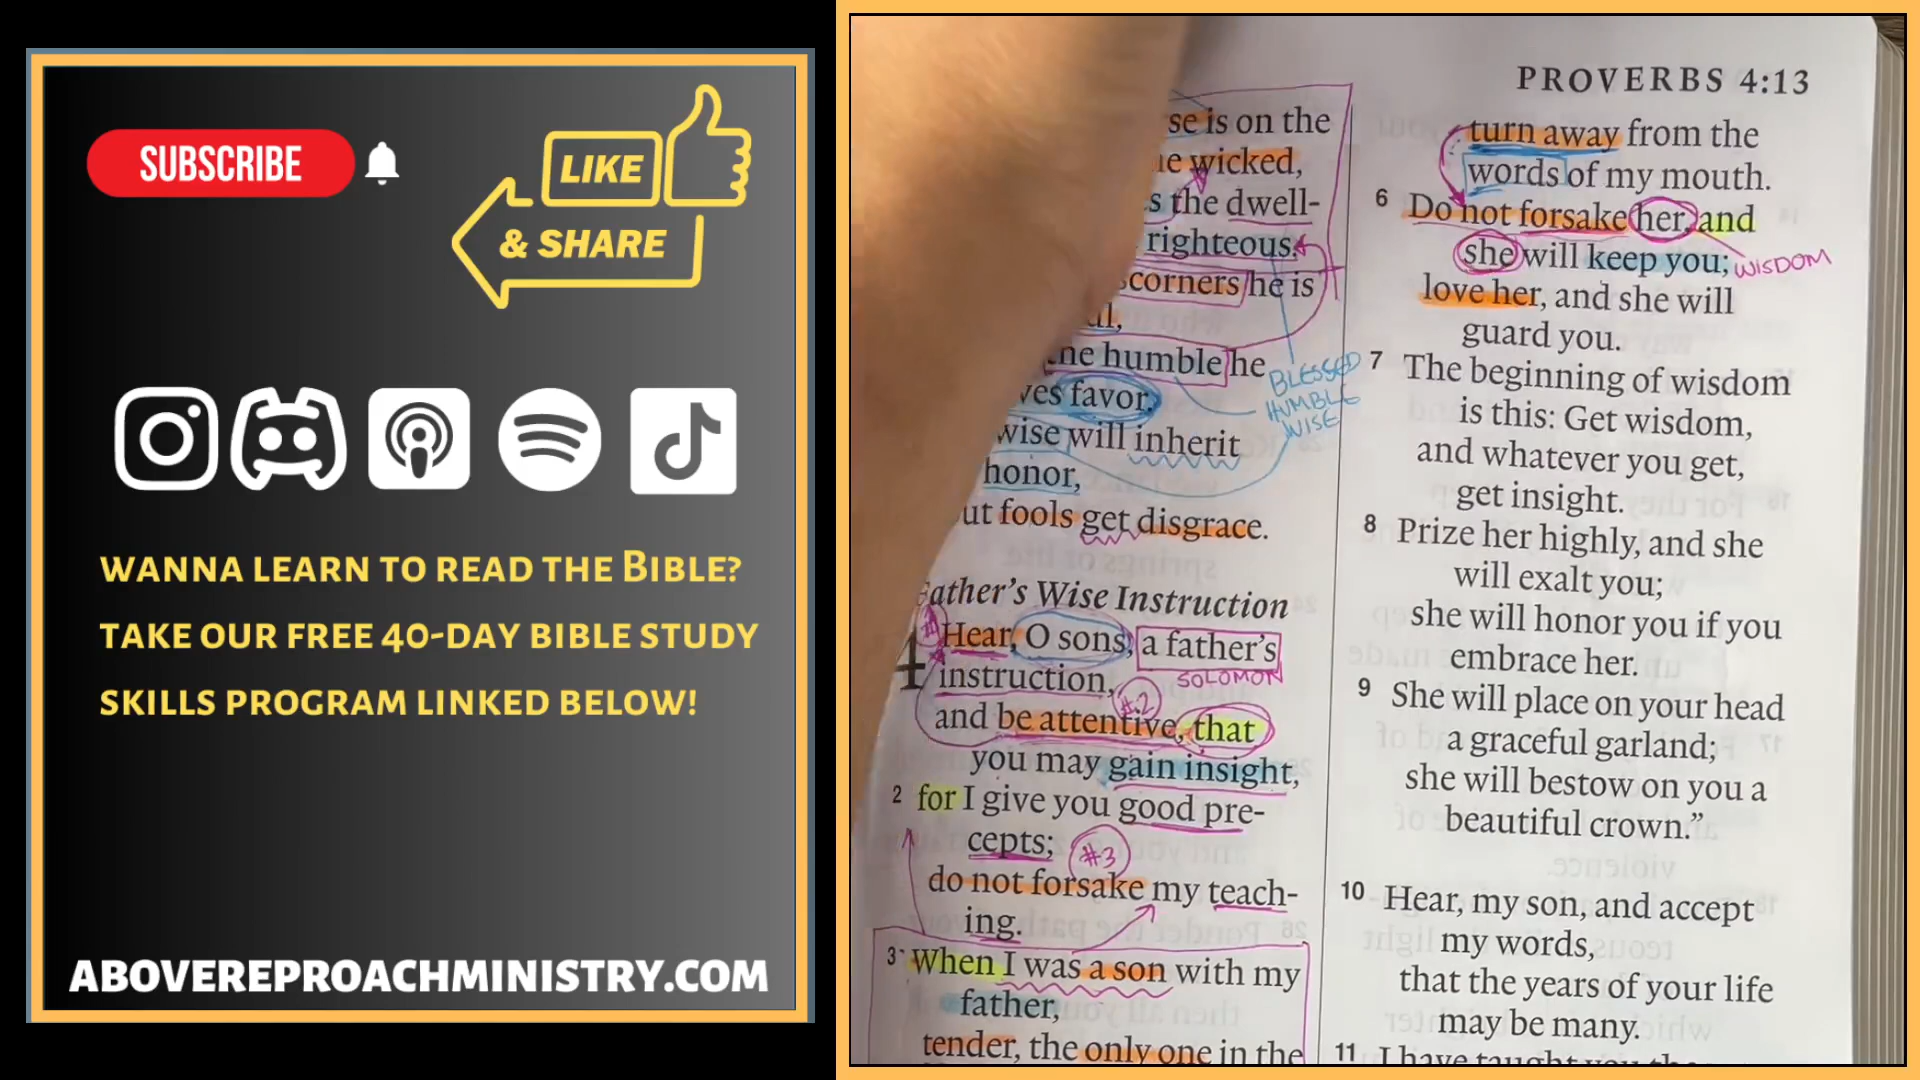 SUBSCRIBE
LIKE
& SHARE
WANNA LEARN TO READ THE BIBLE?
TAKE OUR FREE 40-DAY BIBLE STUDY
SKILLS PROGRAM LINKED BELOW!
ABOVEREPROACHMINISTRY.COM
is on the
wicked,
the dwell-
righteous.
he is
the humble he
favor,
wise will inherit
honor,
fools get disgrace.
Father's Wise Instruction
4 #1 Hear, O sons, a father's
SOLOMON
instruction,
#2
and be attentive, that
you may gain insight,
2 for I give you good pre-
cepts;
#3
do not forsake my teach-
ing.
3 When I was a son with my
father,
tender, the only one in the
BLESSED
HUMBLE
WISE
PROVERBS 4:13
turn away from the
words of my mouth.
6 Do not forsake her, and
she will keep you;
WISDOM
love her, and she will
guard you.
7 The beginning of wisdom
is this: Get wisdom,
and whatever you get,
get insight.
8 Prize her highly, and she
will exalt you;
she will honor you if you
embrace her.
9 She will place on your head
a graceful garland;
she will bestow on you a
beautiful crown.”
10 Hear, my son, and accept
my words,
that the years of your life
may be many.
11 I have taught you the